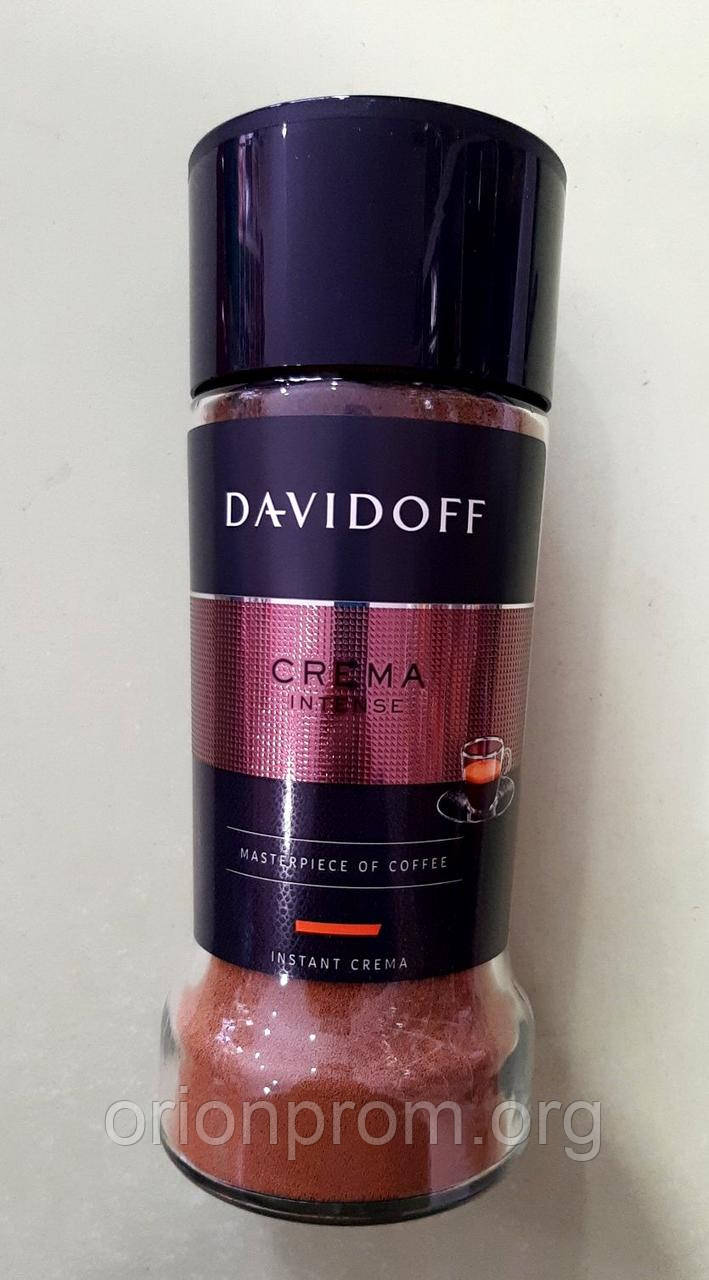 DAVIDOFF
CREMA
INTENSE
MASTERPIECE OF COFFEE
INSTANT CREMA
orionprom.org